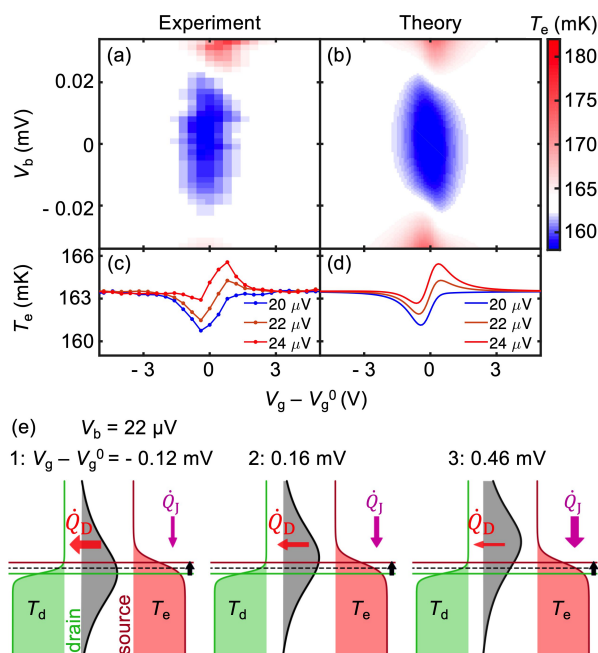 Experiment
Theory
T_e (mK)
(a)
(b)
180
175
170
165
160
0.02
0
- 0.02
V_b (mV)
166
163
160
T_e (mK)
(c)
20 μV
22 μV
24 μV
(d)
20 μV
22 μV
24 μV
- 3
0
3
- 3
0
3
V_g – V_g^0 (V)
(e)
V_b = 22 μV
1: V_g – V_g^0 = - 0.12 mV
2: 0.16 mV
3: 0.46 mV
Q̇_D
Q̇_J
T_d
drain
source
T_e
Q̇_D
Q̇_J
T_d
T_e
Q̇_D
Q̇_J
T_d
T_e